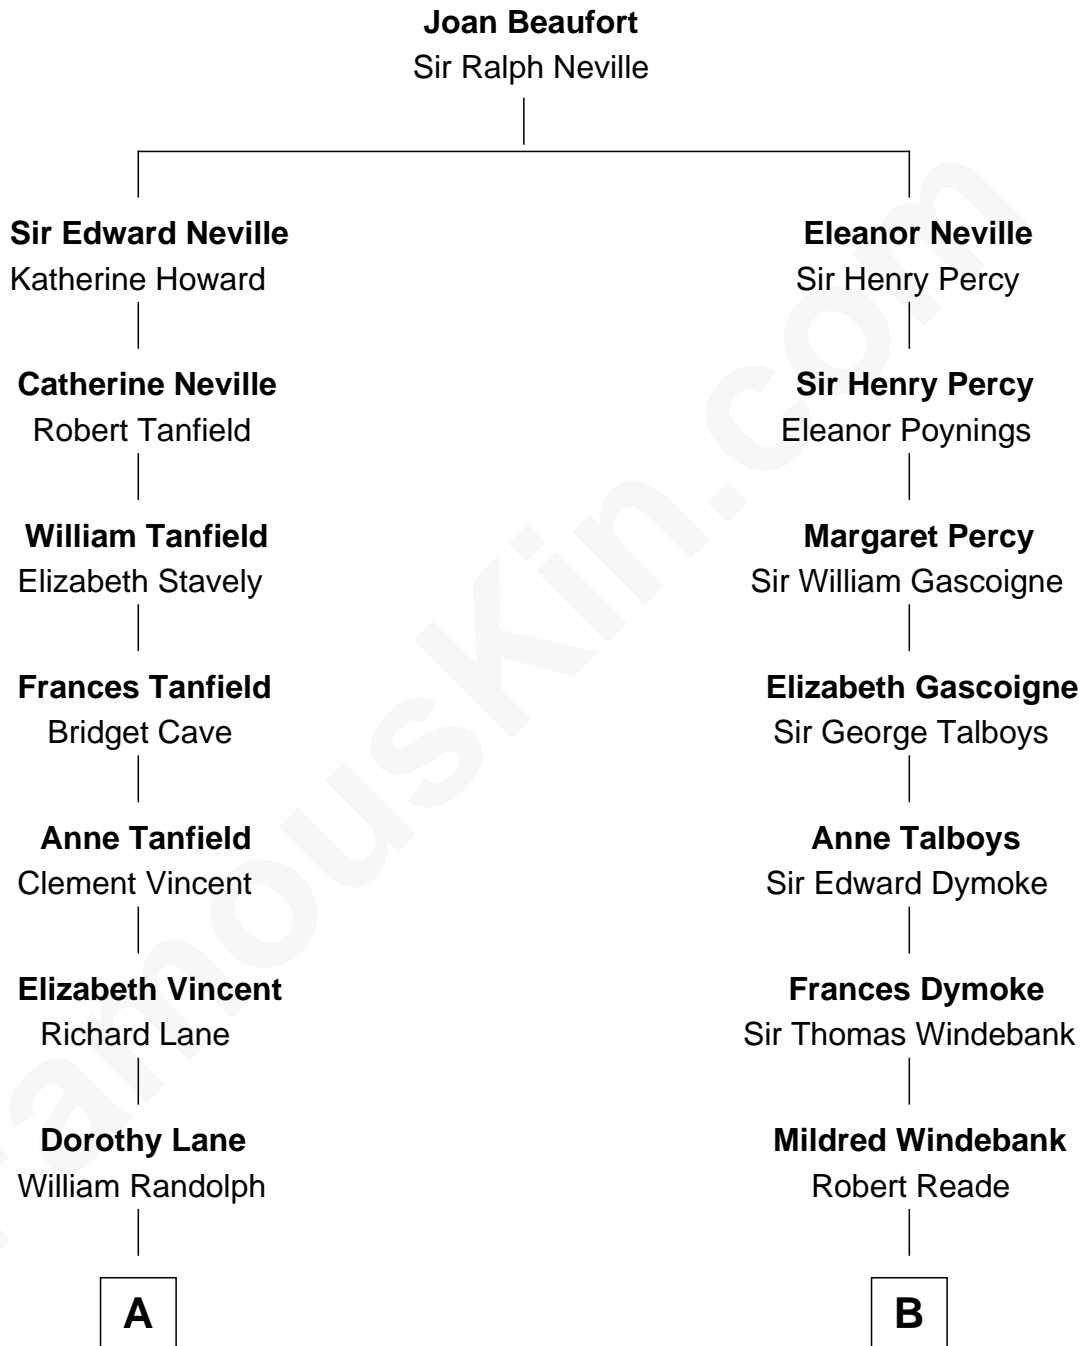 Joan Beaufort
Sir Ralph Neville
Sir Edward Neville
Katherine Howard
Eleanor Neville
Sir Henry Percy
Catherine Neville
Robert Tanfield
Sir Henry Percy
Eleanor Poynings
William Tanfield
Elizabeth Stavely
Margaret Percy
Sir William Gascoigne
Frances Tanfield
Bridget Cave
Elizabeth Gascoigne
Sir George Talboys
Anne Tanfield
Clement Vincent
Anne Talboys
Sir Edward Dymoke
Elizabeth Vincent
Richard Lane
Frances Dymoke
Sir Thomas Windebank
Dorothy Lane
William Randolph
Mildred Windebank
Robert Reade
A
B
FamousKin.com